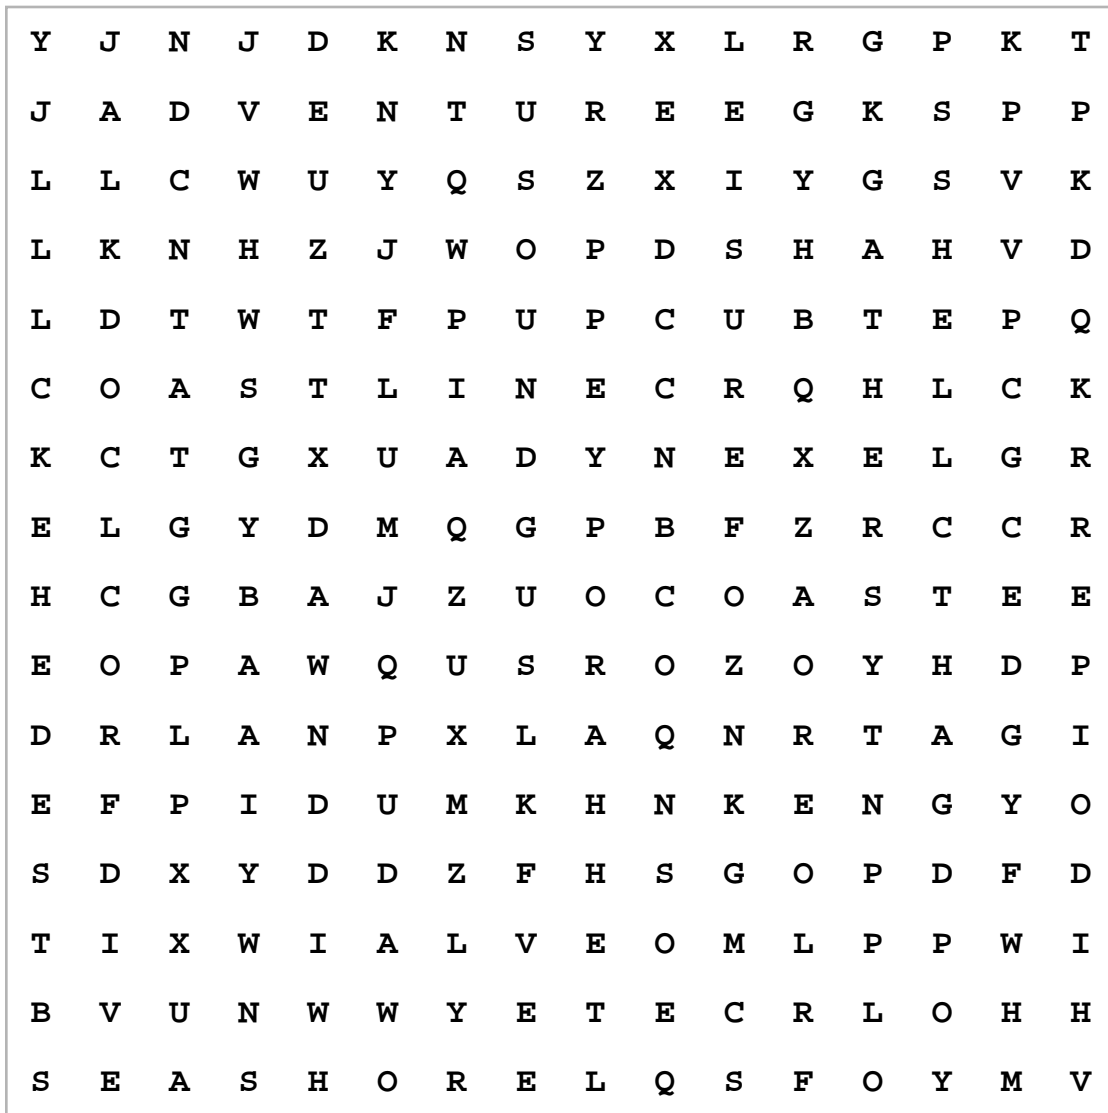 Y J N J D K N S Y X L R G P K T
J A D V E N T U R E E G K S P P
L L C W U Y Q S Z X I Y G S V K
L K N H Z J W O P D S H A H V D
L D T W T F P U P C U B T E P Q
C O A S T L I N E C R Q H L C K
K C T G X U A D Y N E X E L G R
E L G Y D M Q G P B F Z R C C R
H C G B A J Z U O C O A S T E E
E O P A W Q U S R O Z O Y H D P
D R L A N P X L A Q N R T A G I
E F P I D U M K H N K E N G Y O
S D X Y D D Z F H S G O P D F D
T I X W I A L V E O M L P P W I
B V U N W W Y E T E C R L O H H
S E A S H O R E L Q S F O Y M V